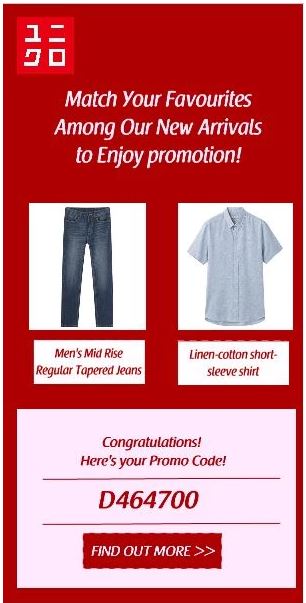 ユニ
クロ
Match Your Favourites
Among Our New Arrivals
to Enjoy promotion!
Men's Mid Rise
Regular Tapered Jeans
Linen-cotton short-
sleeve shirt
Congratulations!
Here's your Promo Code!
D464700
FIND OUT MORE >>